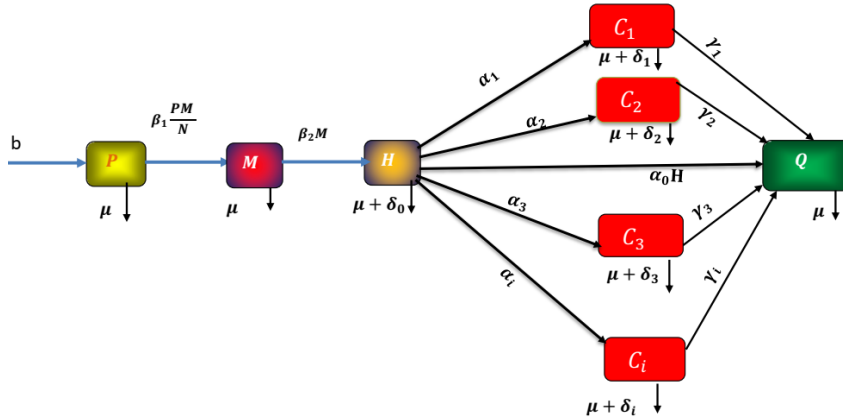 b
β₁ PM/N
β₂M
P
M
H
μ
μ
μ + δ₀
α₁
α₂
α₀H
α₃
αᵢ
C₁
μ + δ₁
C₂
μ + δ₂
C₃
μ + δ₃
Cᵢ
μ + δᵢ
γ₁
γ₂
γ₃
γᵢ
Q
μ